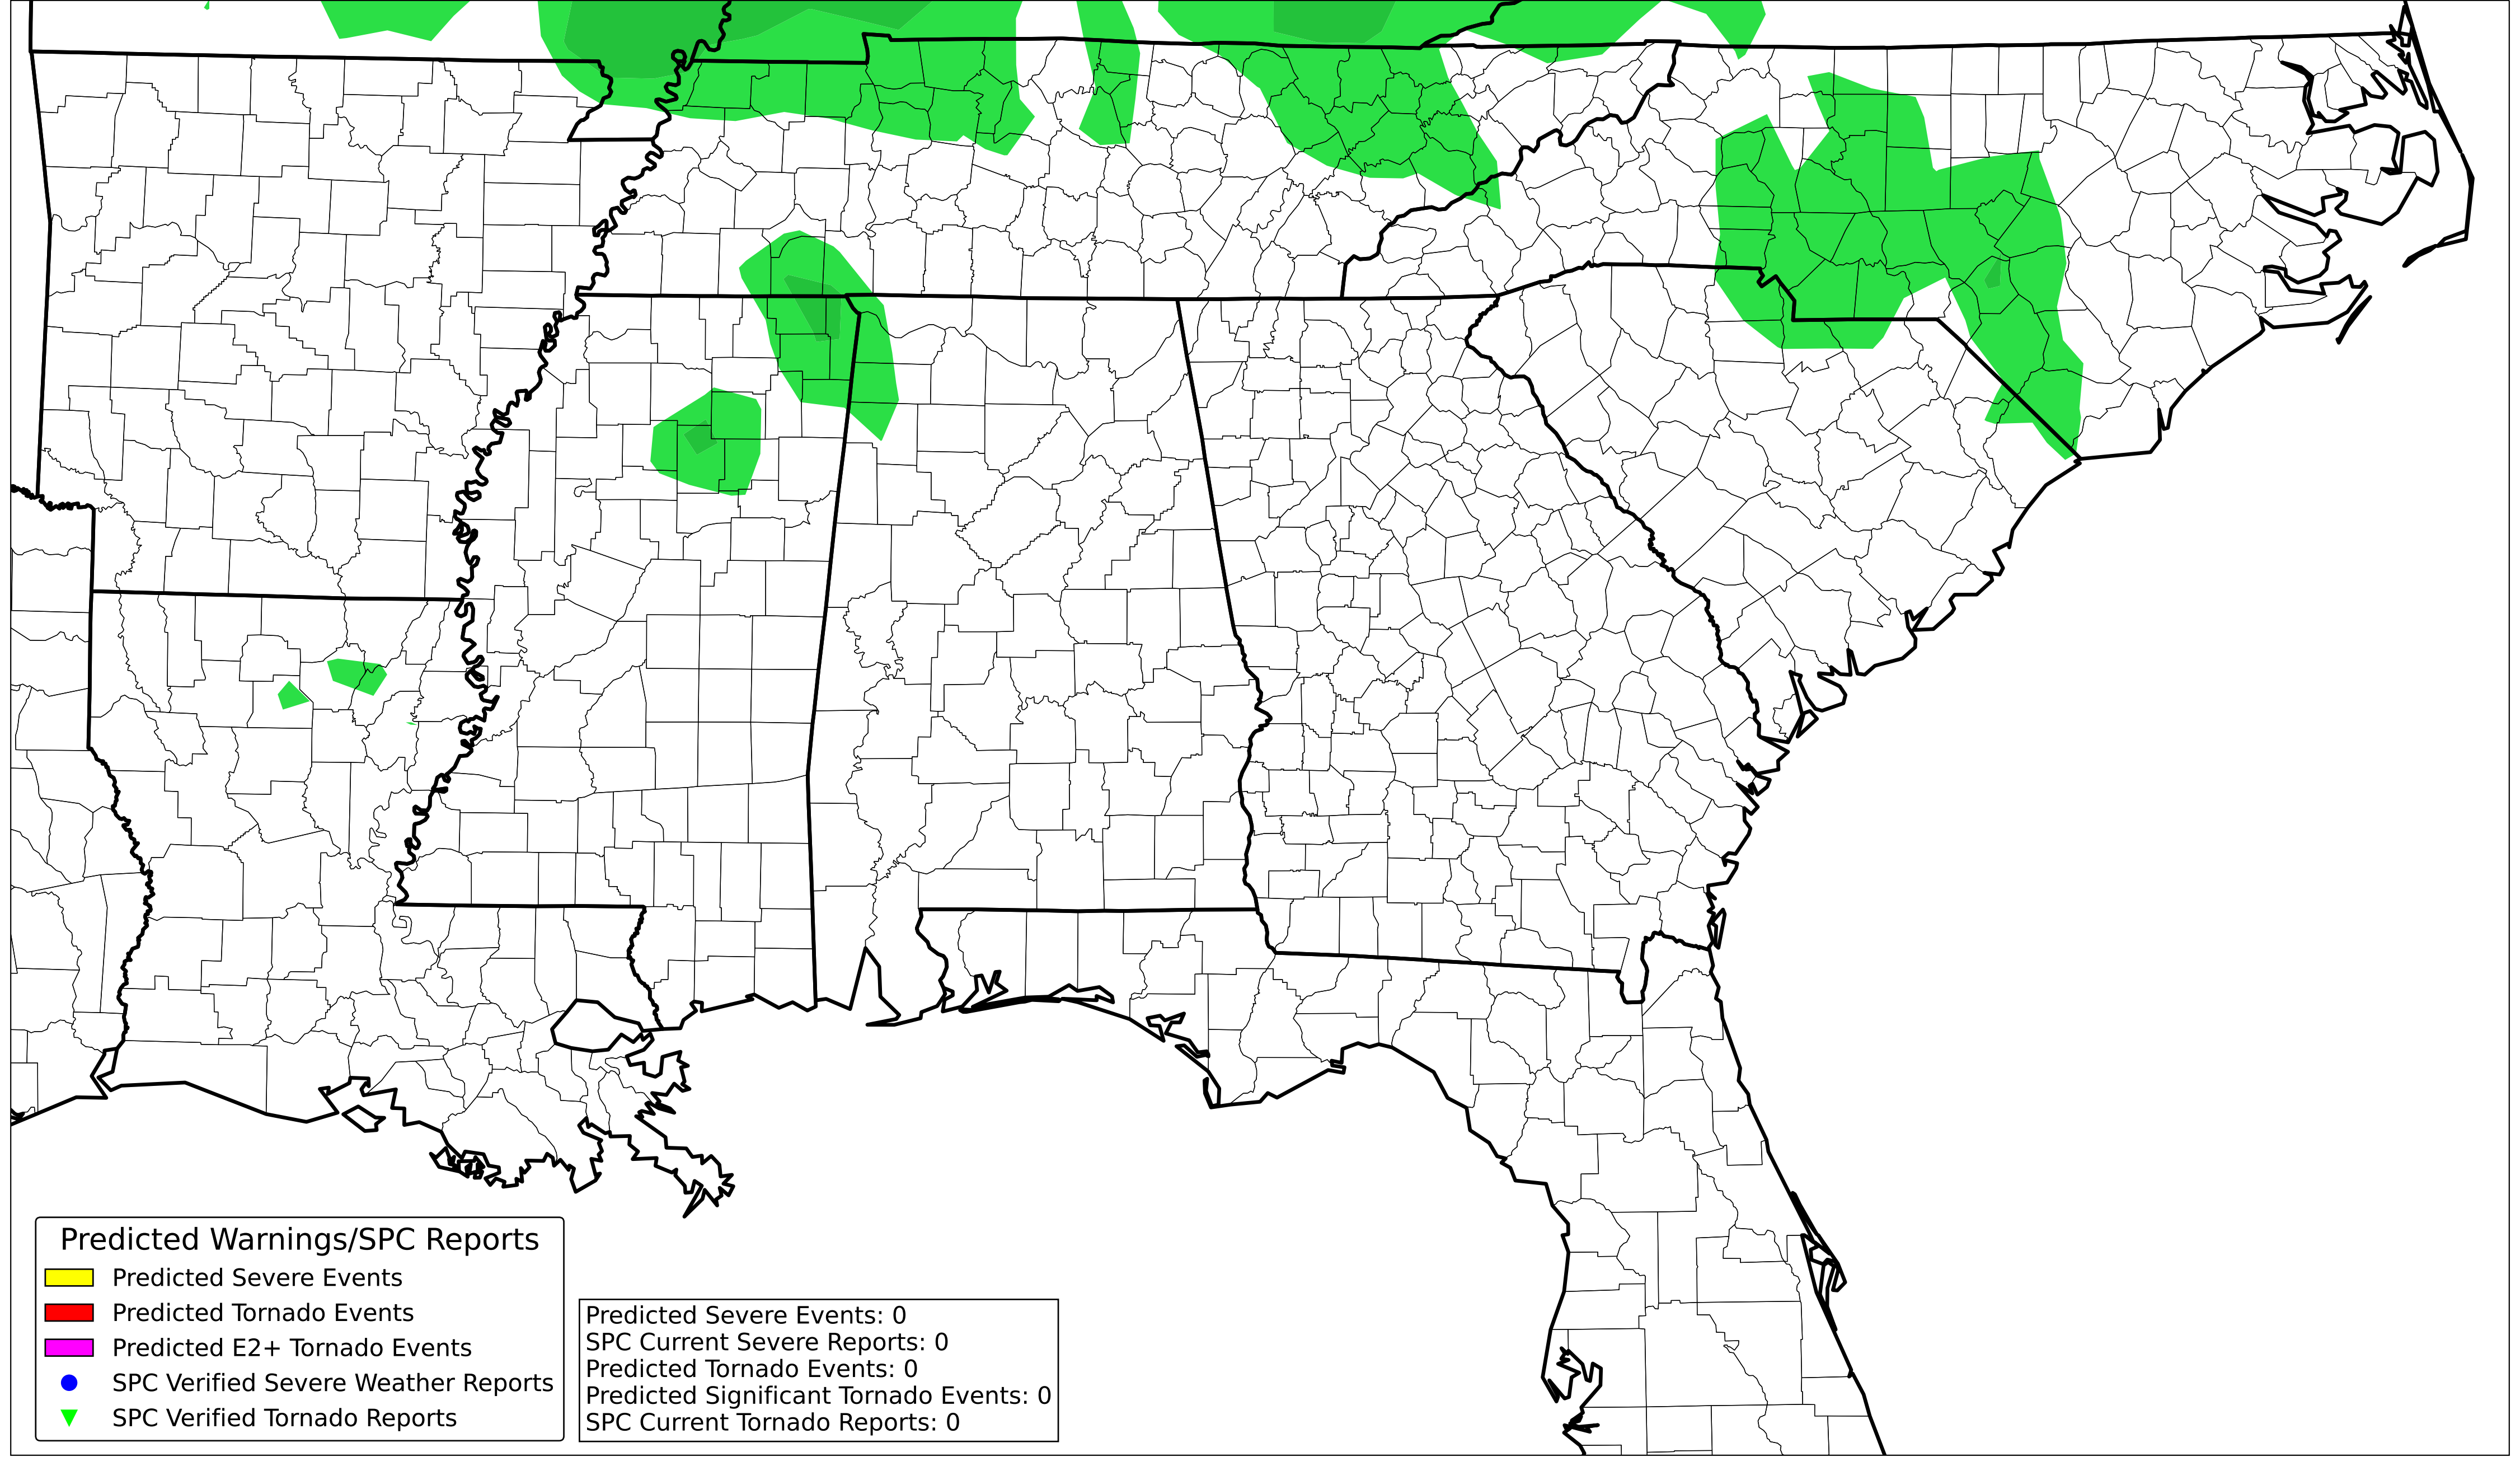 Predicted Warnings/SPC Reports
Predicted Severe Events
Predicted Tornado Events
Predicted E2+ Tornado Events
SPC Verified Severe Weather Reports
SPC Verified Tornado Reports
Predicted Severe Events: 0
SPC Current Severe Reports: 0
Predicted Tornado Events: 0
Predicted Significant Tornado Events: 0
SPC Current Tornado Reports: 0